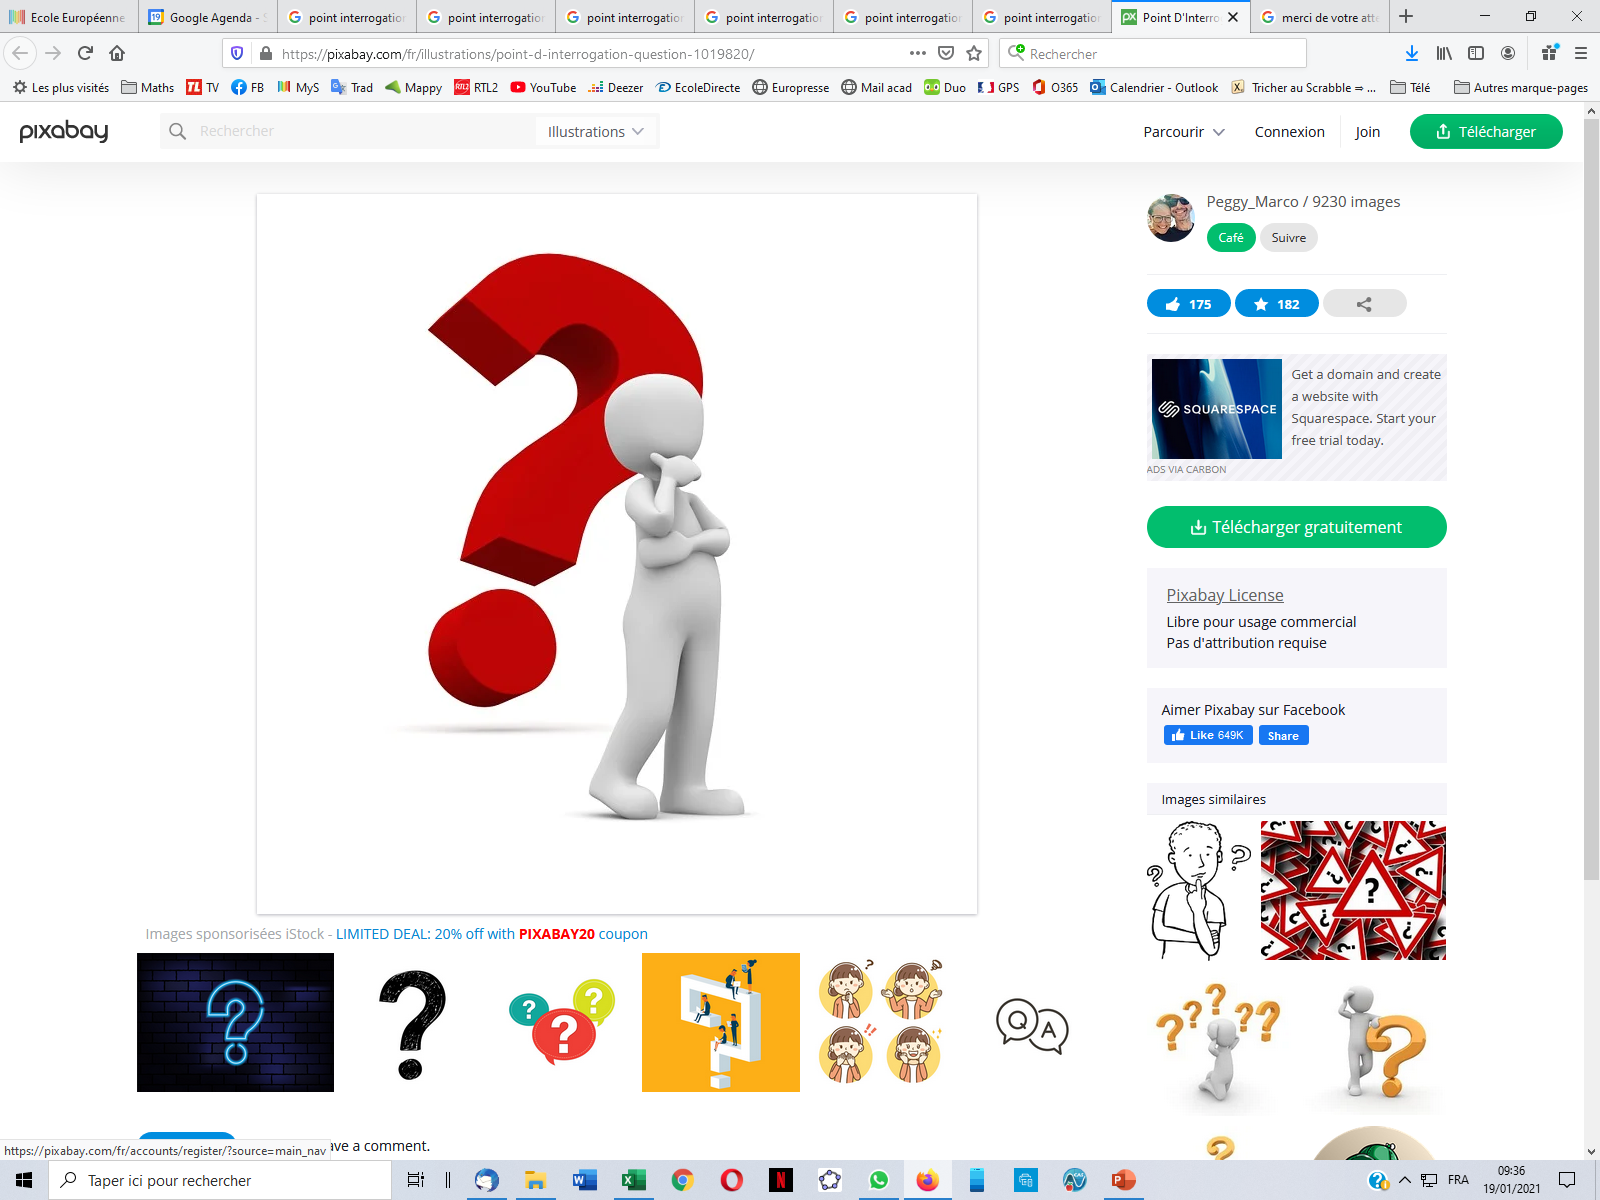 Ecole Européenne
Google Agenda - S
point interrogation
point interrogation
point interrogation
point interrogation
point interrogation
point interrogation
Point D'Interro
merci de votre atte
https://pixabay.com/fr/illustrations/point-d-interrogation-question-1019820/
Rechercher
Les plus visités
Maths
TV
FB
MyS
Trad
Mappy
RTL2
YouTube
Deezer
EcoleDirecte
Europresse
Mail acad
Duo
GPS
O365
Calendrier - Outlook
Tricher au Scrabble ⇒ ...
Télé
Autres marque-pages
pixabay
Rechercher
Illustrations
Parcourir
Connexion
Join
Télécharger
Peggy_Marco / 9230 images
Café
Suivre
175
182
SQUARESPACE
Get a domain and create
a website with
Squarespace. Start your
free trial today.
ADS VIA CARBON
Télécharger gratuitement
Pixabay License
Libre pour usage commercial
Pas d'attribution requise
Aimer Pixabay sur Facebook
Like 649K
Share
Images similaires
Images sponsorisées iStock - LIMITED DEAL: 20% off with PIXABAY20 coupon
Q A
ave a comment.
https://pixabay.com/fr/accounts/register/?source=main_nav
Taper ici pour rechercher
FRA
09:36
19/01/2021